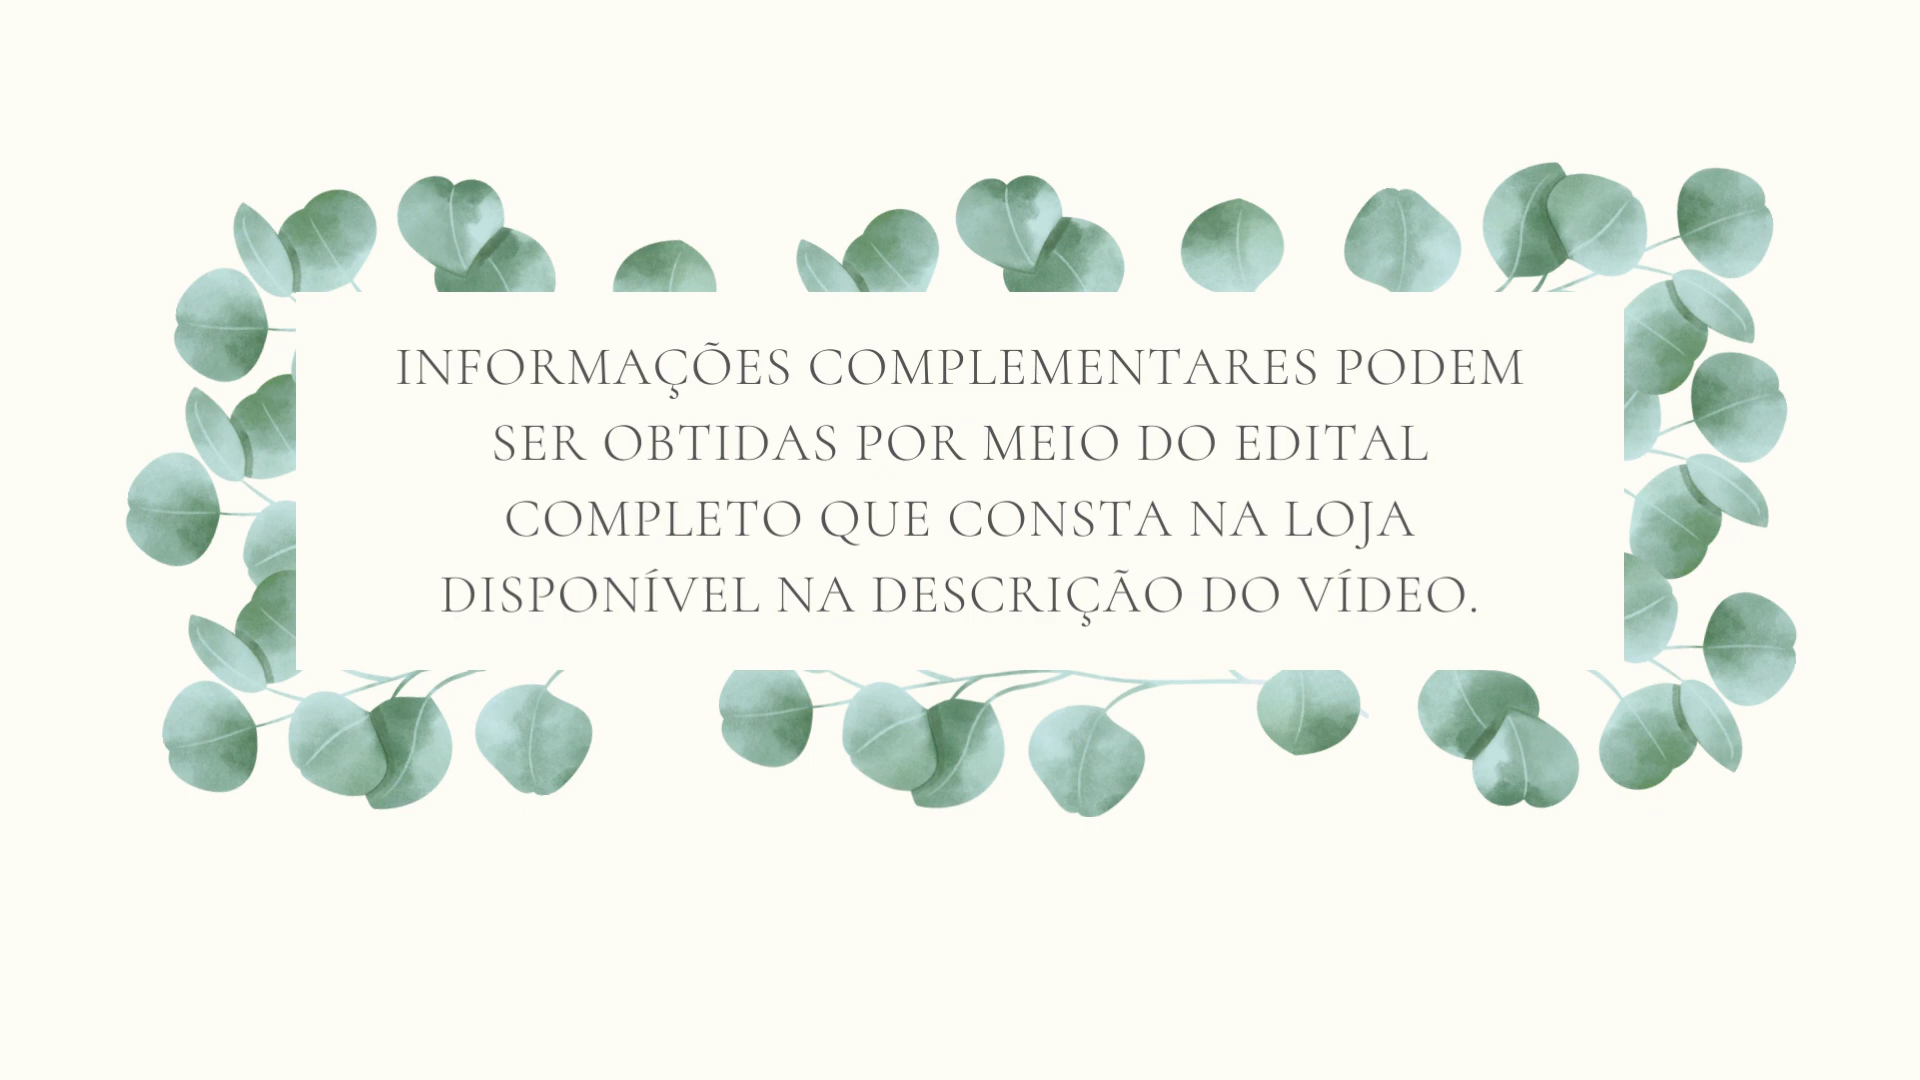 INFORMAÇÕES COMPLEMENTARES PODEM
SER OBTIDAS POR MEIO DO EDITAL
COMPLETO QUE CONSTA NA LOJA
DISPONÍVEL NA DESCRIÇÃO DO VÍDEO.